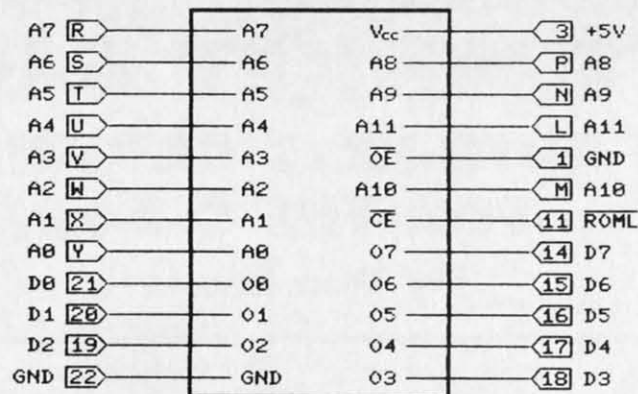 A7 R A7 Vcc 3 +5V
A6 S A6 A8 P A8
A5 T A5 A9 N A9
A4 U A4 A11 L A11
A3 V A3 OE 1 GND
A2 W A2 A10 M A10
A1 X A1 CE 11 ROML
A0 Y A0 O7 14 D7
D0 21 O0 O6 15 D6
D1 20 O1 O5 16 D5
D2 19 O2 O4 17 D4
GND 22 GND O3 18 D3